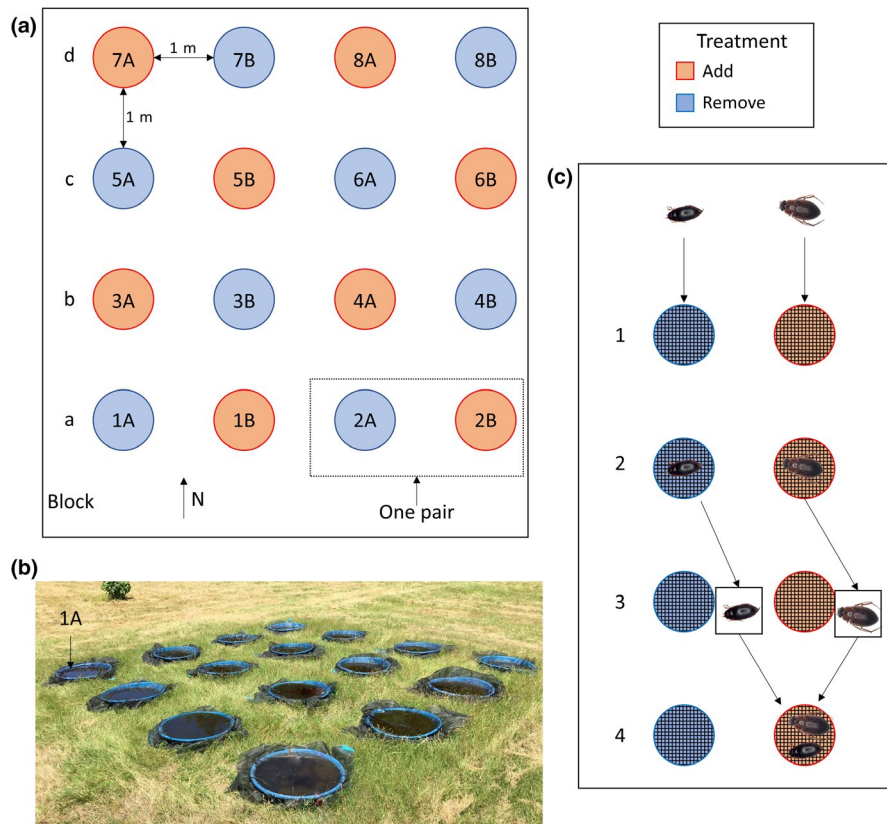 (a)
d 7A 1 m 7B 8A 8B
1 m
c 5A 5B 6A 6B
b 3A 3B 4A 4B
a 1A 1B 2A 2B
Block N One pair
Treatment
Add
Remove
(b)
1A
(c)
1
2
3
4